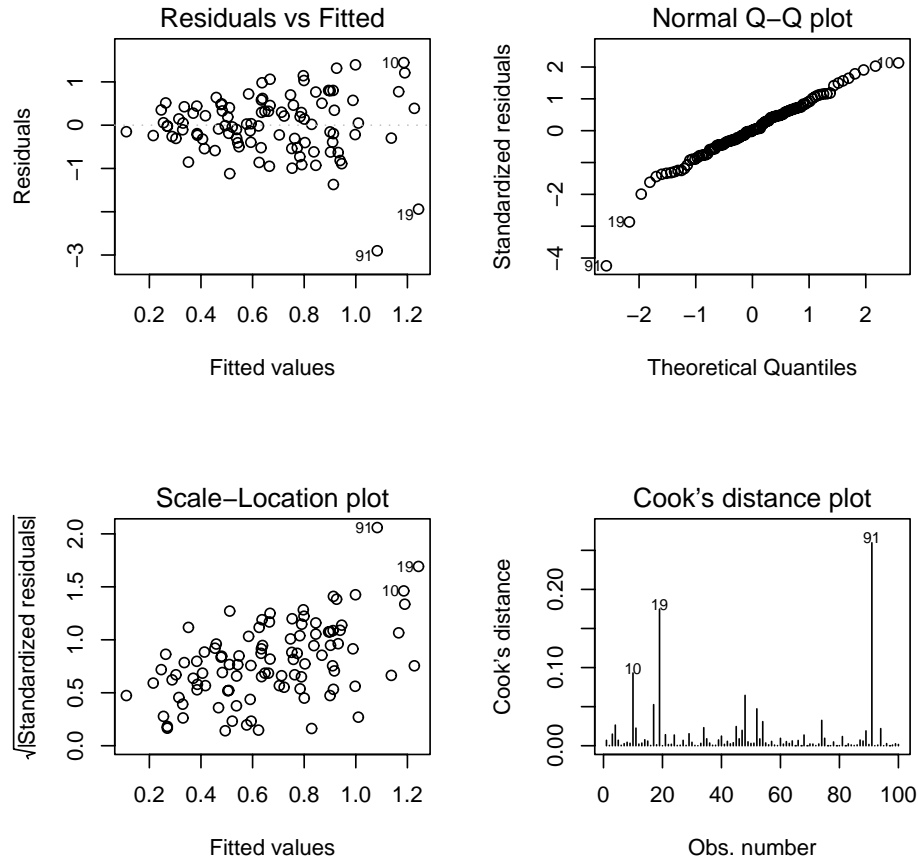 Residuals vs Fitted
Residuals
1
0
−1
−3
10
19
91
0.2 0.4 0.6 0.8 1.0 1.2
Fitted values
Normal Q−Q plot
Standardized residuals
2
1
0
−2
−4
10
19
91
−2 −1 0 1 2
Theoretical Quantiles
Scale−Location plot
√|Standardized residuals|
2.0
1.5
1.0
0.5
0.0
91
19
10
0.2 0.4 0.6 0.8 1.0 1.2
Fitted values
Cook's distance plot
Cook's distance
0.20
0.10
0.00
91
19
10
0 20 40 60 80 100
Obs. number